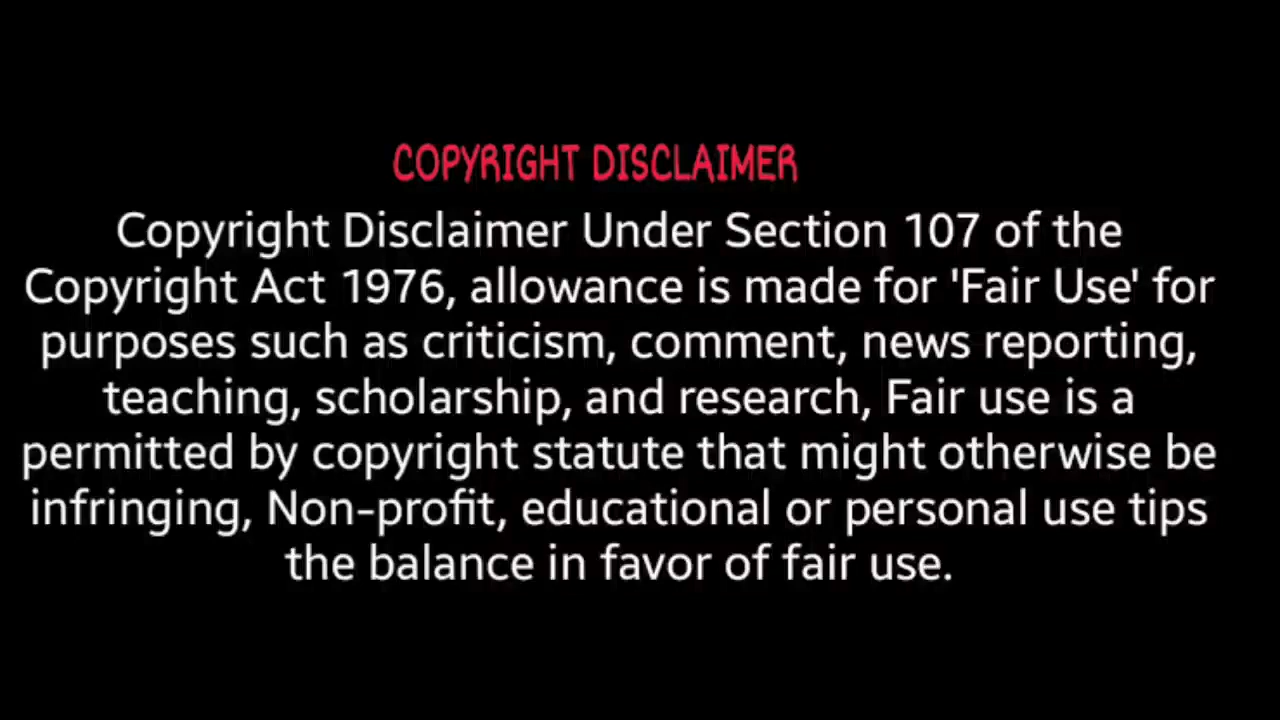 COPYRIGHT DISCLAIMER
Copyright Disclaimer Under Section 107 of the
Copyright Act 1976, allowance is made for 'Fair Use' for
purposes such as criticism, comment, news reporting,
teaching, scholarship, and research, Fair use is a
permitted by copyright statute that might otherwise be
infringing, Non-profit, educational or personal use tips
the balance in favor of fair use.